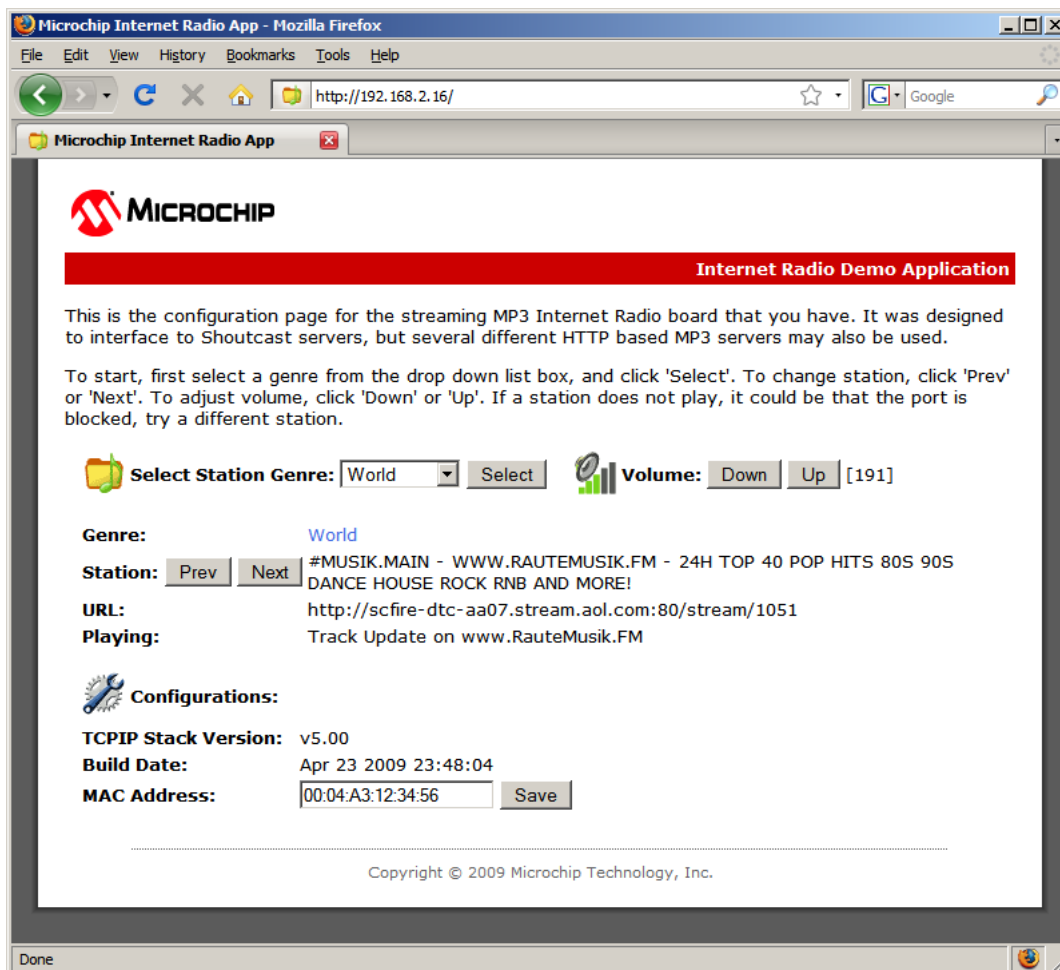 Microchip Internet Radio App - Mozilla Firefox
File Edit View History Bookmarks Tools Help
http://192.168.2.16/ G Google
Microchip Internet Radio App
MICROCHIP
Internet Radio Demo Application
This is the configuration page for the streaming MP3 Internet Radio board that you have. It was designed
to interface to Shoutcast servers, but several different HTTP based MP3 servers may also be used.
To start, first select a genre from the drop down list box, and click 'Select'. To change station, click 'Prev'
or 'Next'. To adjust volume, click 'Down' or 'Up'. If a station does not play, it could be that the port is
blocked, try a different station.
Select Station Genre: World Select Volume: Down Up [191]
Genre: World
Station: Prev Next #MUSIK.MAIN - WWW.RAUTEMUSIK.FM - 24H TOP 40 POP HITS 80S 90S
DANCE HOUSE ROCK RNB AND MORE!
URL: http://scfire-dtc-aa07.stream.aol.com:80/stream/1051
Playing: Track Update on www.RauteMusik.FM
Configurations:
TCPIP Stack Version: v5.00
Build Date: Apr 23 2009 23:48:04
MAC Address: 00:04:A3:12:34:56 Save
Copyright © 2009 Microchip Technology, Inc.
Done